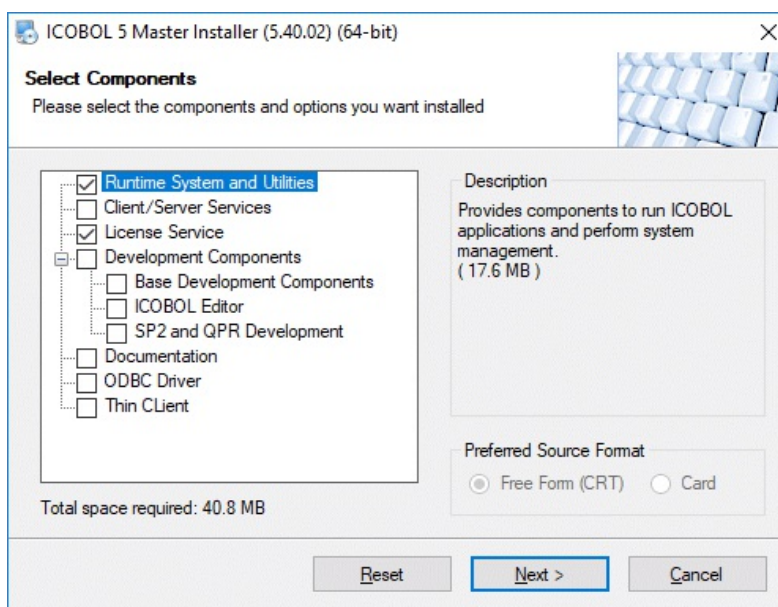 ICOBOL 5 Master Installer (5.40.02) (64-bit)
Select Components
Please select the components and options you want installed
Runtime System and Utilities
Client/Server Services
License Service
Development Components
Base Development Components
ICOBOL Editor
SP2 and QPR Development
Documentation
ODBC Driver
Thin CLient
Total space required: 40.8 MB
Description
Provides components to run ICOBOL
applications and perform system
management.
( 17.6 MB )
Preferred Source Format
Free Form (CRT) Card
Reset Next > Cancel